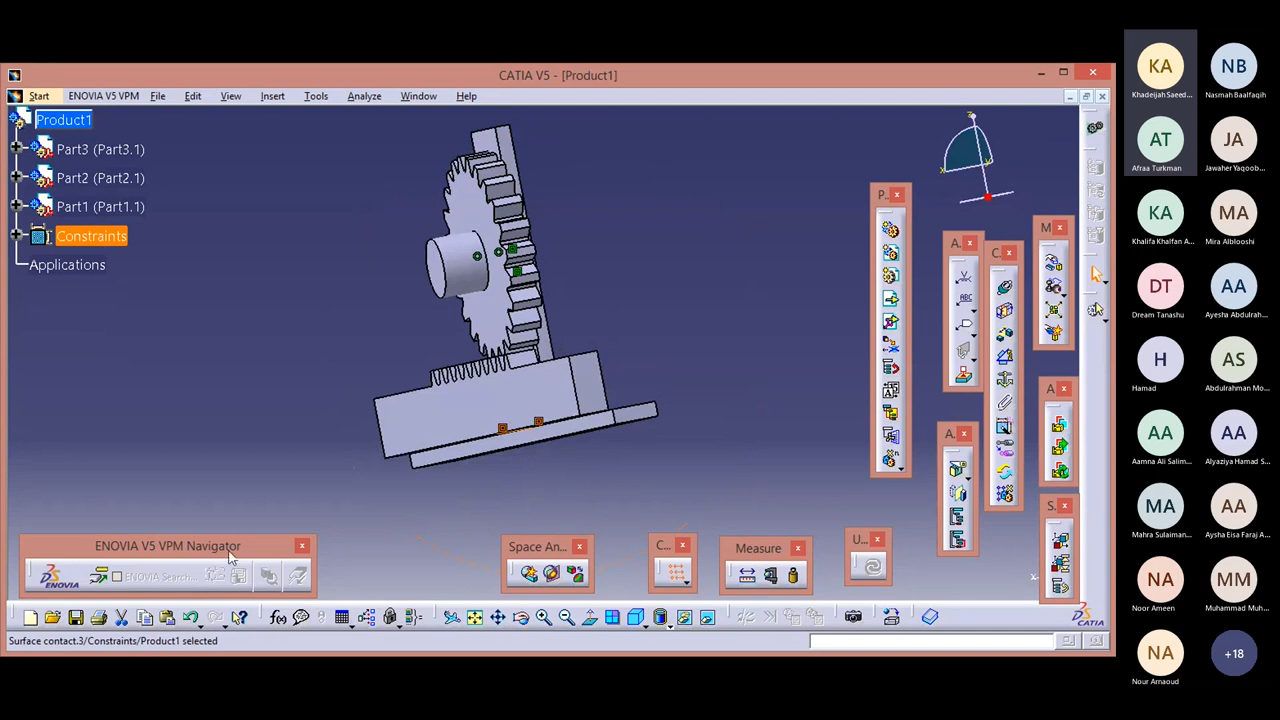 CATIA V5 - [Product1]
Start
ENOVIA V5 VPM
File
Edit
View
Insert
Tools
Analyze
Window
Help
Product1
Part3 (Part3.1)
Part2 (Part2.1)
Part1 (Part1.1)
Constraints
Applications
P..
A..
C..
M
A
A..
S..
ENOVIA V5 VPM Navigator
ENOVIA Search...
Space An...
C...
Measure
U...
Surface contact.3/Constraints/Product1 selected
KA
Khadeijah Saeed...
NB
Nasmah Baalfaqih
AT
Afraa Turkman
JA
Jawaher Yaqoob...
KA
Khalifa Khalfan A...
MA
Mira Alblooshi
DT
Dream Tanashu
AA
Ayesha Abdulrah...
H
Hamad
AS
Abdulrahman Mo...
AA
Aamna Ali Salim...
AA
Alyaziya Hamad S...
MA
Mahra Sulaiman...
AA
Aysha Eisa Faraj A...
NA
Noor Ameen
MM
Muhammad Muh...
NA
Nour Arnaoud
+18